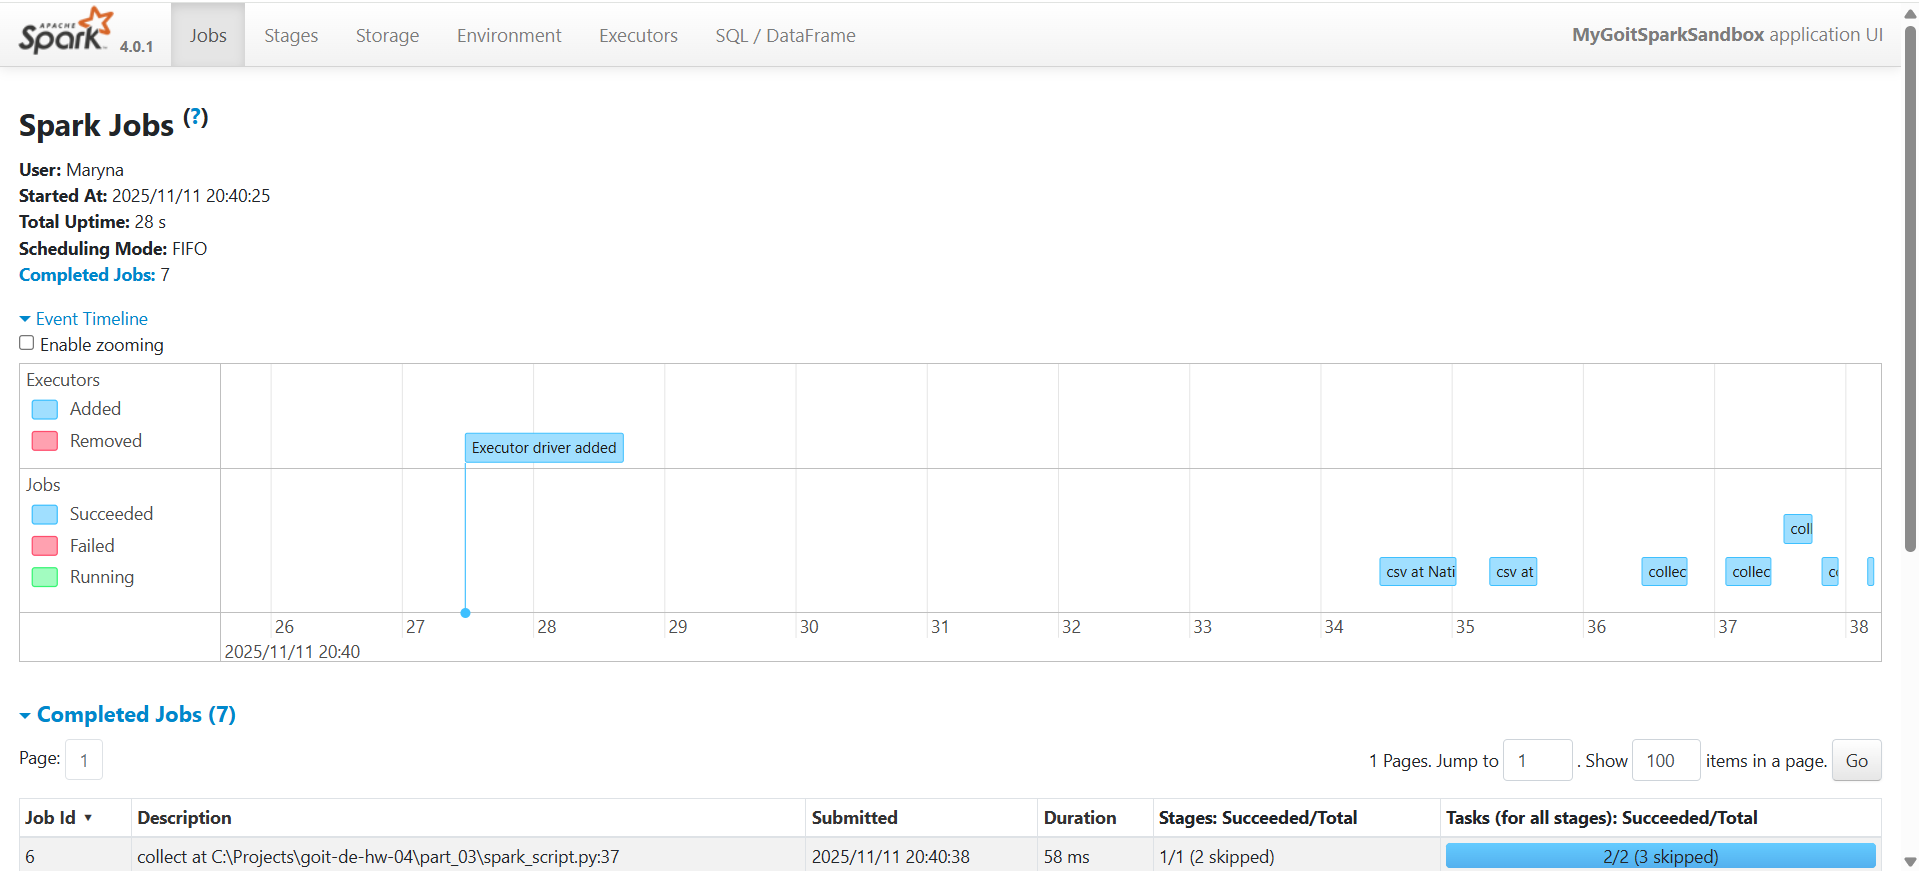 APACHE
Spark 4.0.1
Jobs
Stages
Storage
Environment
Executors
SQL / DataFrame
MyGoitSparkSandbox application UI
Spark Jobs (?)
User: Maryna
Started At: 2025/11/11 20:40:25
Total Uptime: 28 s
Scheduling Mode: FIFO
Completed Jobs: 7
Event Timeline
Enable zooming
Executors
Added
Removed
Executor driver added
Jobs
Succeeded
Failed
Running
coll
csv at Nati
csv at
collec
collec
c
26 27 28 29 30 31 32 33 34 35 36 37 38
2025/11/11 20:40
Completed Jobs (7)
Page: 1
1 Pages. Jump to 1 . Show 100 items in a page. Go
Job Id ▼ Description Submitted Duration Stages: Succeeded/Total Tasks (for all stages): Succeeded/Total
6 collect at C:\Projects\goit-de-hw-04\part_03\spark_script.py:37 2025/11/11 20:40:38 58 ms 1/1 (2 skipped) 2/2 (3 skipped)